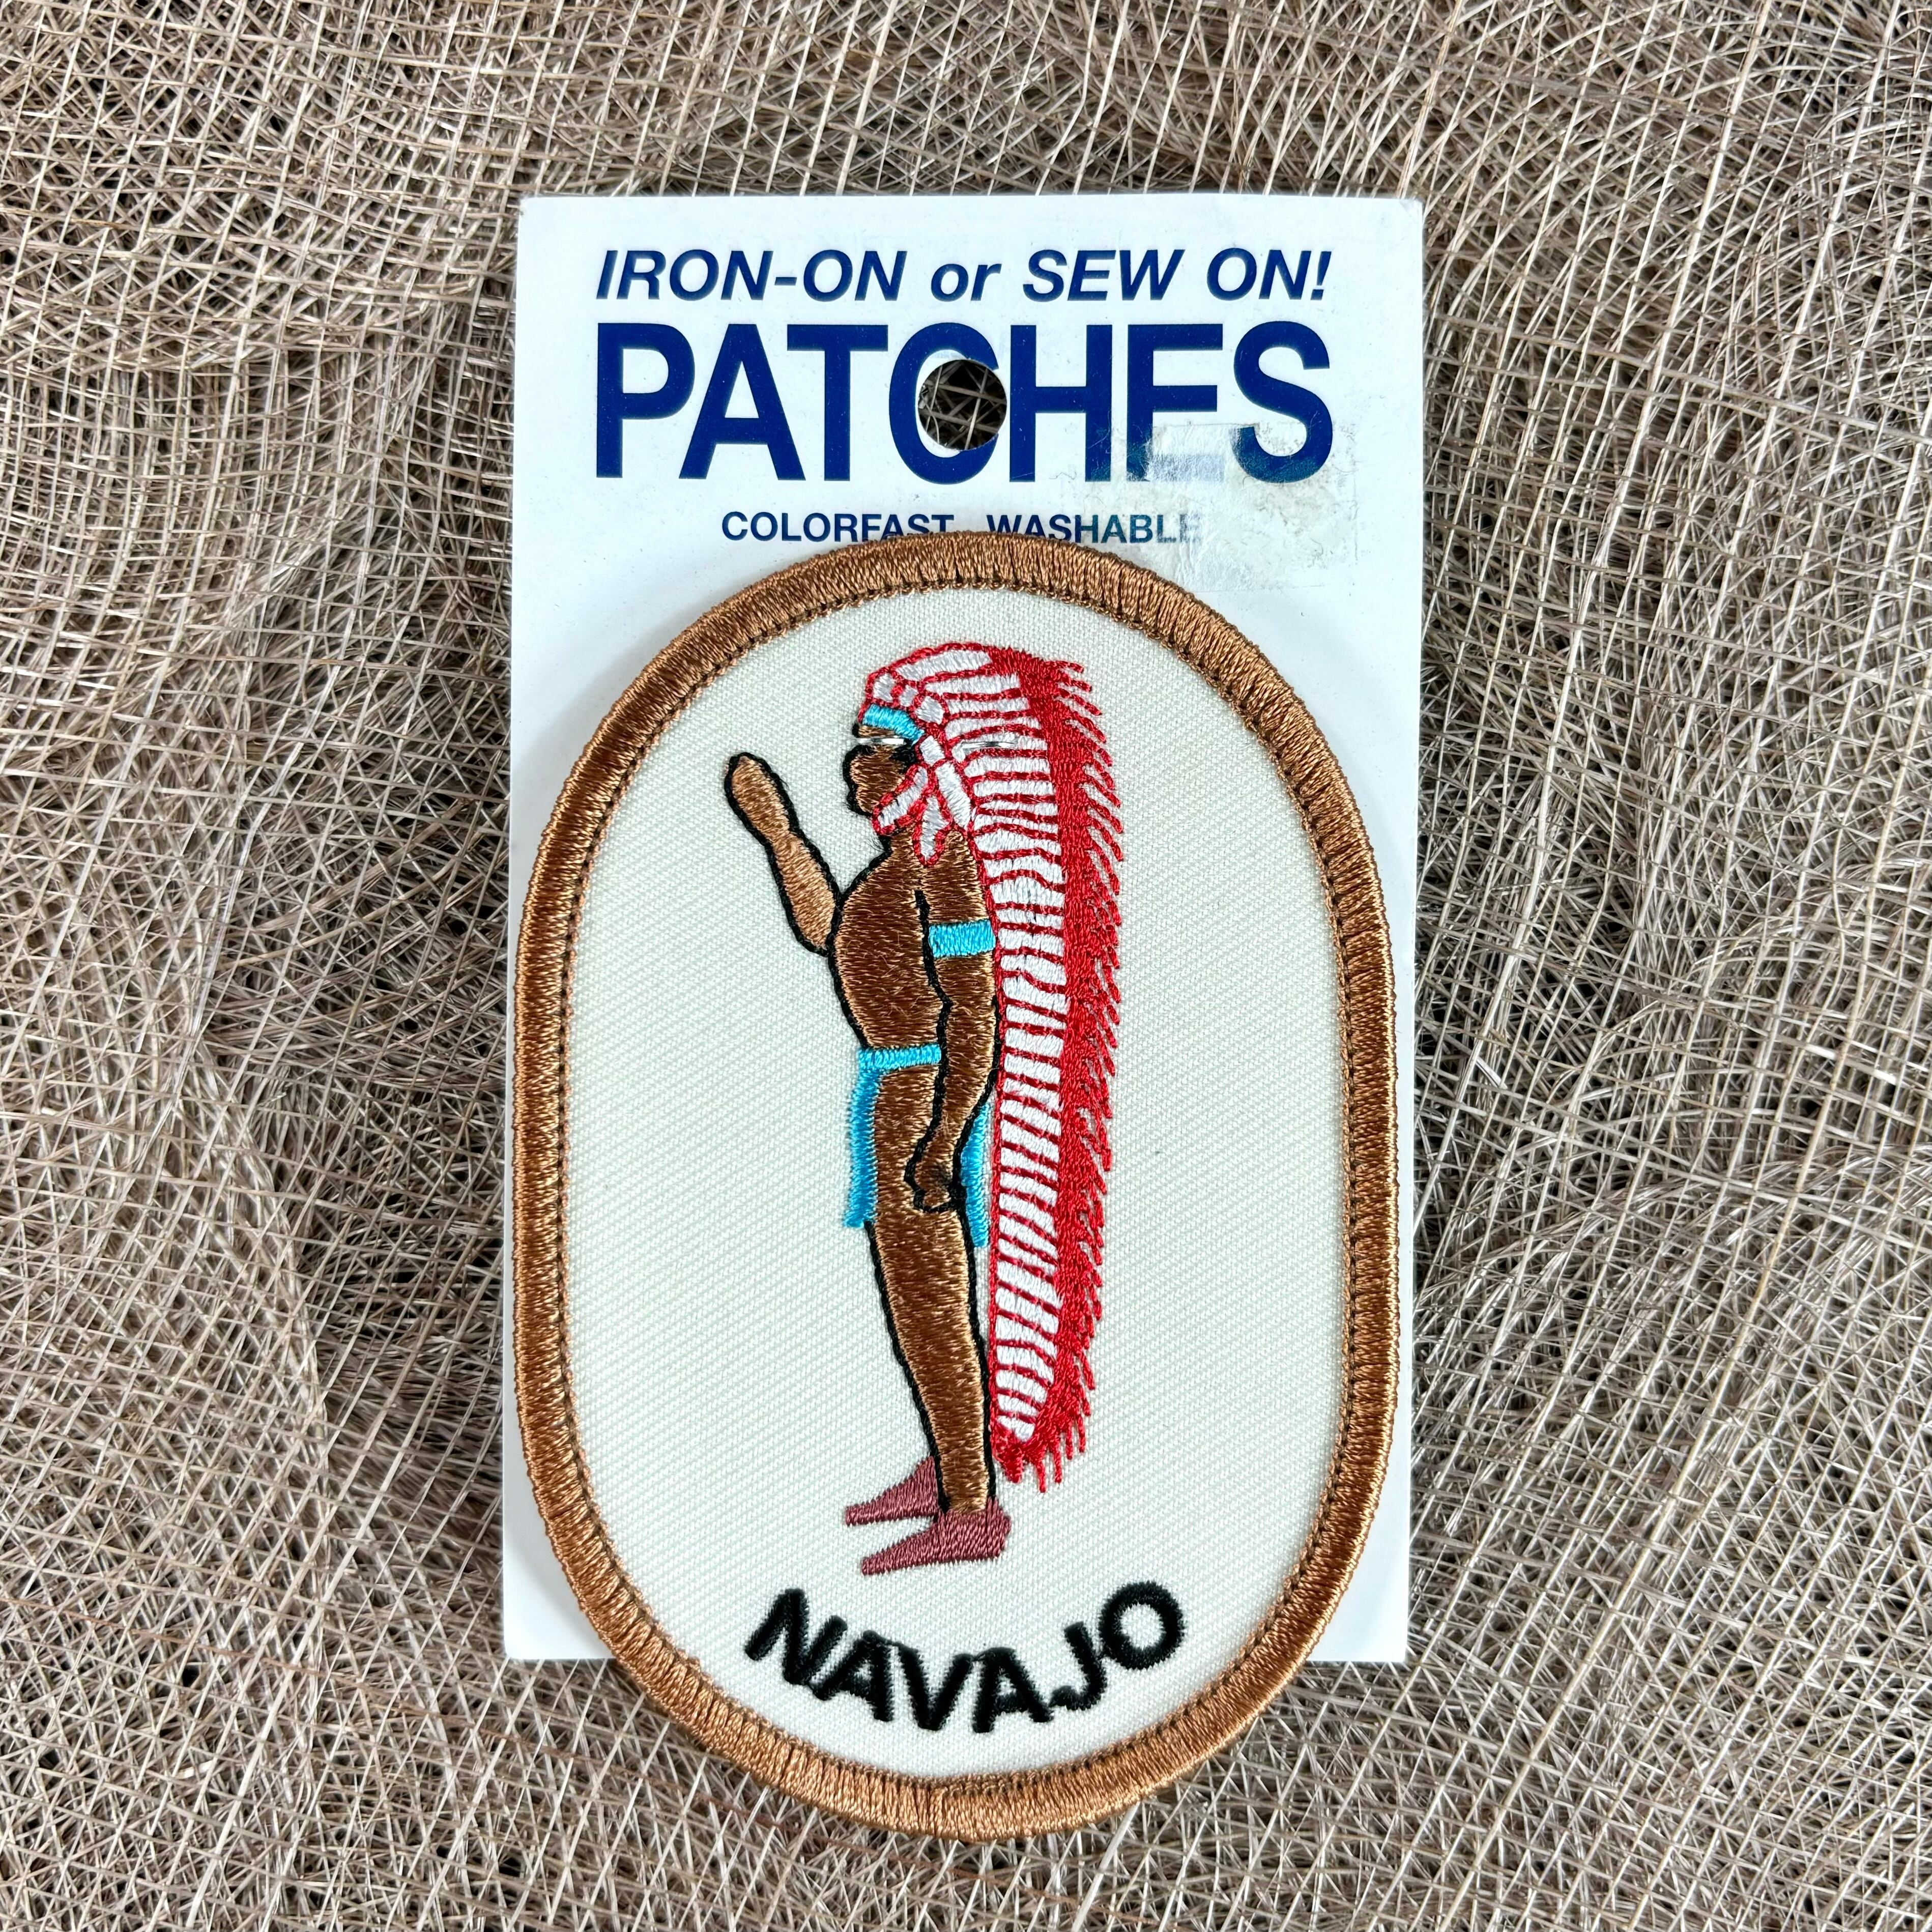 IRON-ON or SEW ON!
PATCHES
COLORFAST WASHABLE
NAVAJO